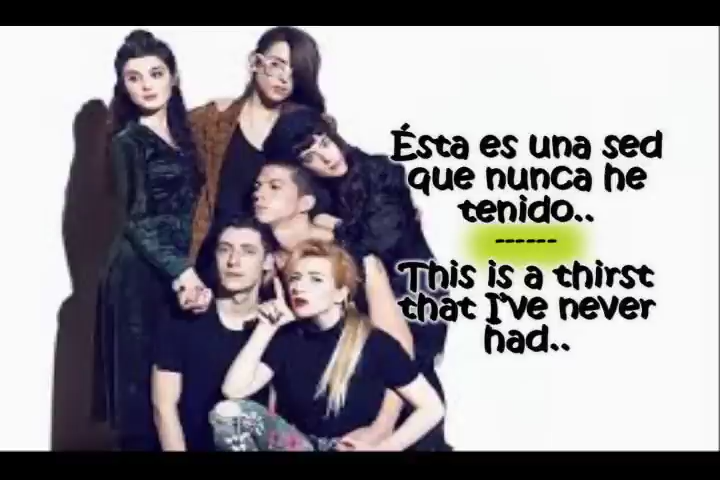 Ésta es una sed
que nunca he
tenido..
------
This is a thirst
that I've never
had..